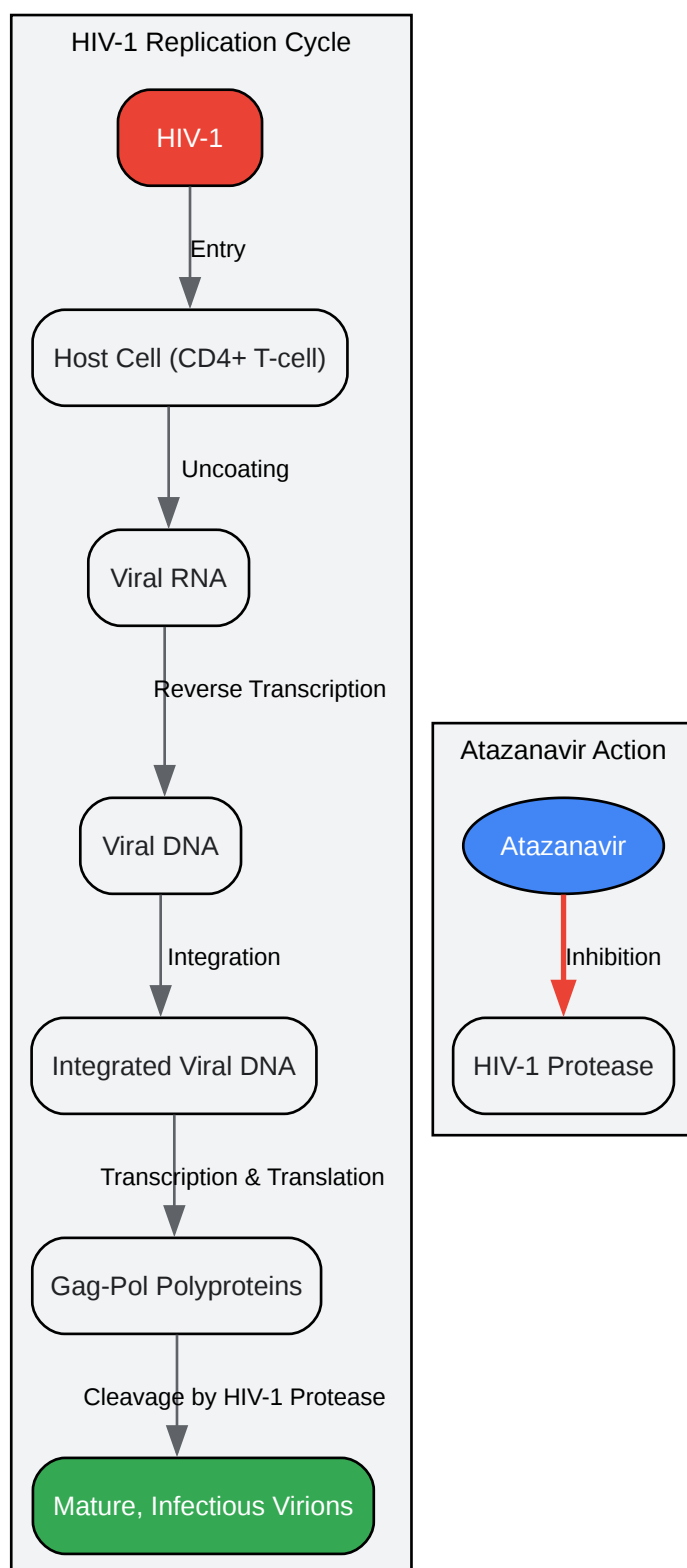 HIV-1 Replication Cycle
HIV-1
Entry
Host Cell (CD4+ T-cell)
Uncoating
Viral RNA
Reverse Transcription
Viral DNA
Integration
Integrated Viral DNA
Transcription & Translation
Gag-Pol Polyproteins
Cleavage by HIV-1 Protease
Mature, Infectious Virions
Atazanavir Action
Atazanavir
Inhibition
HIV-1 Protease